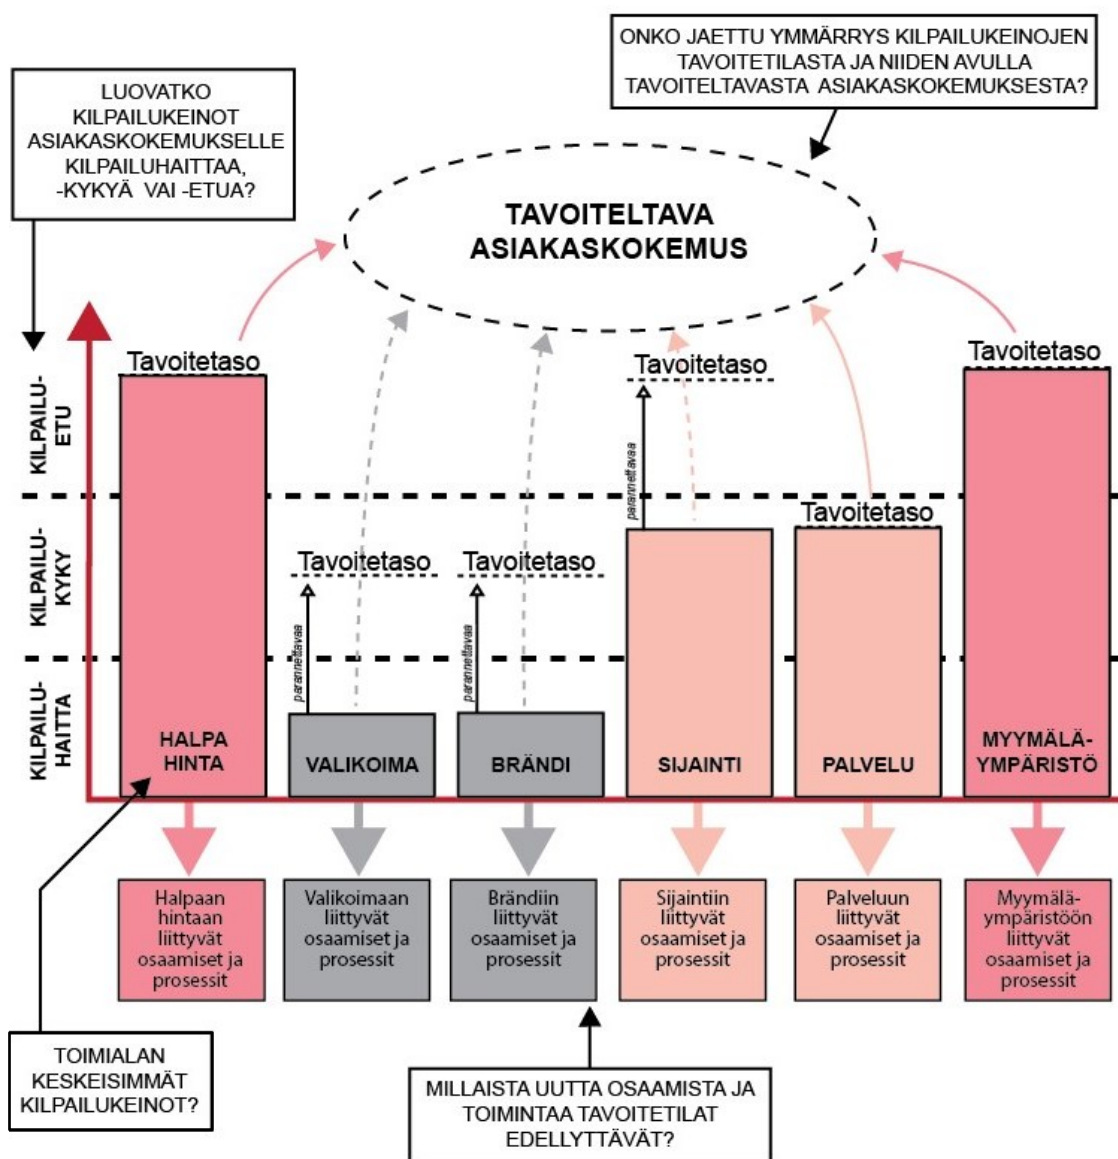 ONKO JAETTU YMMÄRRYS KILPAILUKEINOJEN
TAVOITETILASTA JA NIIDEN AVULLA
TAVOITELTAVASTA ASIAKASKOKEMUKSESTA?
LUOVATKO
KILPAILUKEINOT
ASIAKASKOKEMUKSELLE
KILPAILUHAITTAA,
-KYKYÄ VAI -ETUA?
TAVOITELTAVA
ASIAKASKOKEMUS
KILPAILU-
ETU
KILPAILU-
KYKY
KILPAILU-
HAITTA
Tavoitetaso
Tavoitetaso
Tavoitetaso
Tavoitetaso
Tavoitetaso
Tavoitetaso
parannettavaa
parannettavaa
parannettavaa
HALPA
HINTA
VALIKOIMA
BRÄNDI
SIJAINTI
PALVELU
MYYMÄLÄ-
YMPÄRISTÖ
Halpaan
hintaan
liittyvät
osaamiset ja
prosessit
Valikoimaan
liittyvät
osaamiset ja
prosessit
Brändiin
liittyvät
osaamiset ja
prosessit
Sijaintiin
liittyvät
osaamiset ja
prosessit
Palveluun
liittyvät
osaamiset ja
prosessit
Myymälä-
ympäristöön
liittyvät
osaamiset ja
prosessit
TOIMIALAN
KESKEISIMMÄT
KILPAILUKEINOT?
MILLAISTA UUTTA OSAAMISTA JA
TOIMINTAA TAVOITETILAT
EDELLYTTÄVÄT?